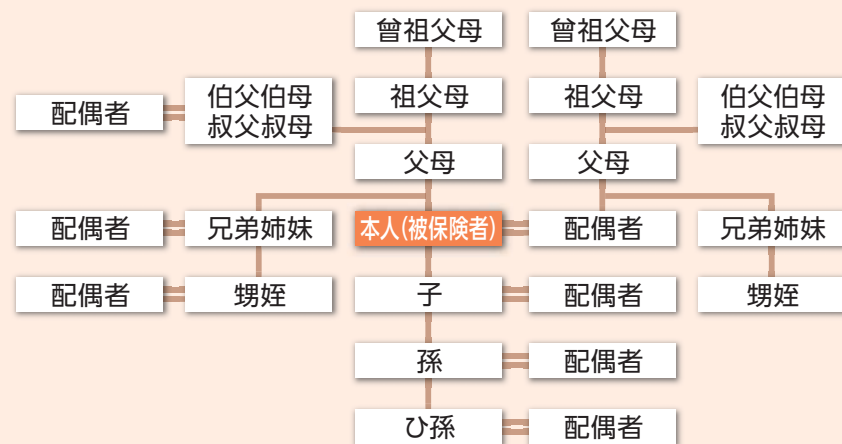 曾祖父母
曾祖父母
配偶者
伯父伯母
叔父叔母
祖父母
祖父母
伯父伯母
叔父叔母
父母
父母
配偶者
兄弟姉妹
本人(被保険者)
配偶者
兄弟姉妹
配偶者
甥姪
子
配偶者
甥姪
孫
配偶者
ひ孫
配偶者